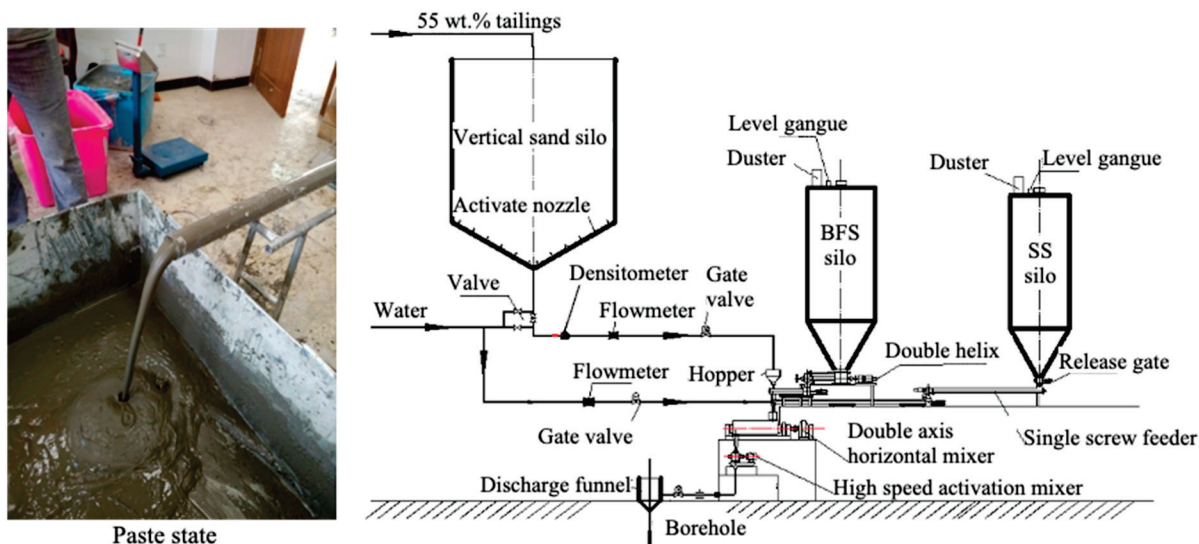 55 wt.% tailings
Vertical sand silo
Activate nozzle
Level gangue
Duster
BFS
silo
Duster
Level gangue
SS
silo
Valve
Densitometer
Gate
valve
Water
Flowmeter
Double helix
Release gate
Hopper
Flowmeter
Gate valve
Single screw feeder
Double axis
horizontal mixer
Discharge funnel
High speed activation mixer
Borehole
Paste state